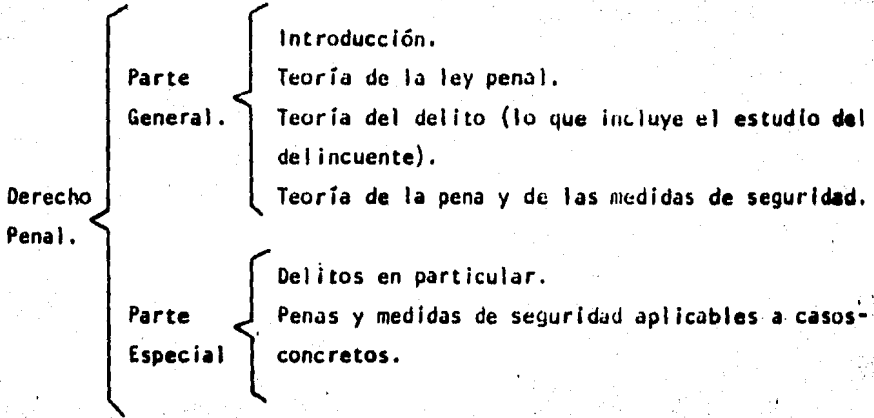 Derecho
Penal.
Parte
General.
Introducción.
Teoría de la ley penal.
Teoría del delito (lo que incluye el estudio del
delincuente).
Teoría de la pena y de las medidas de seguridad.
Parte
Especial
Delitos en particular.
Penas y medidas de seguridad aplicables a casos-
concretos.